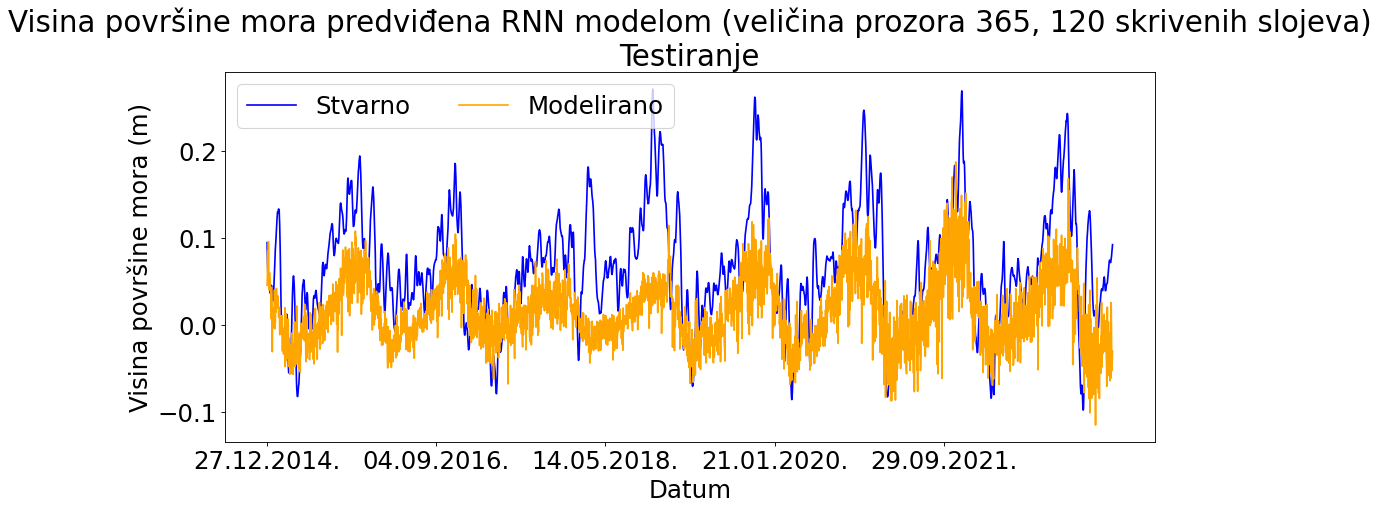 Visina površine mora predviđena RNN modelom (veličina prozora 365, 120 skrivenih slojeva)
Testiranje
Stvarno Modelirano
Visina površine mora (m)
0.2
0.1
0.0
−0.1
27.12.2014. 04.09.2016. 14.05.2018. 21.01.2020. 29.09.2021.
Datum